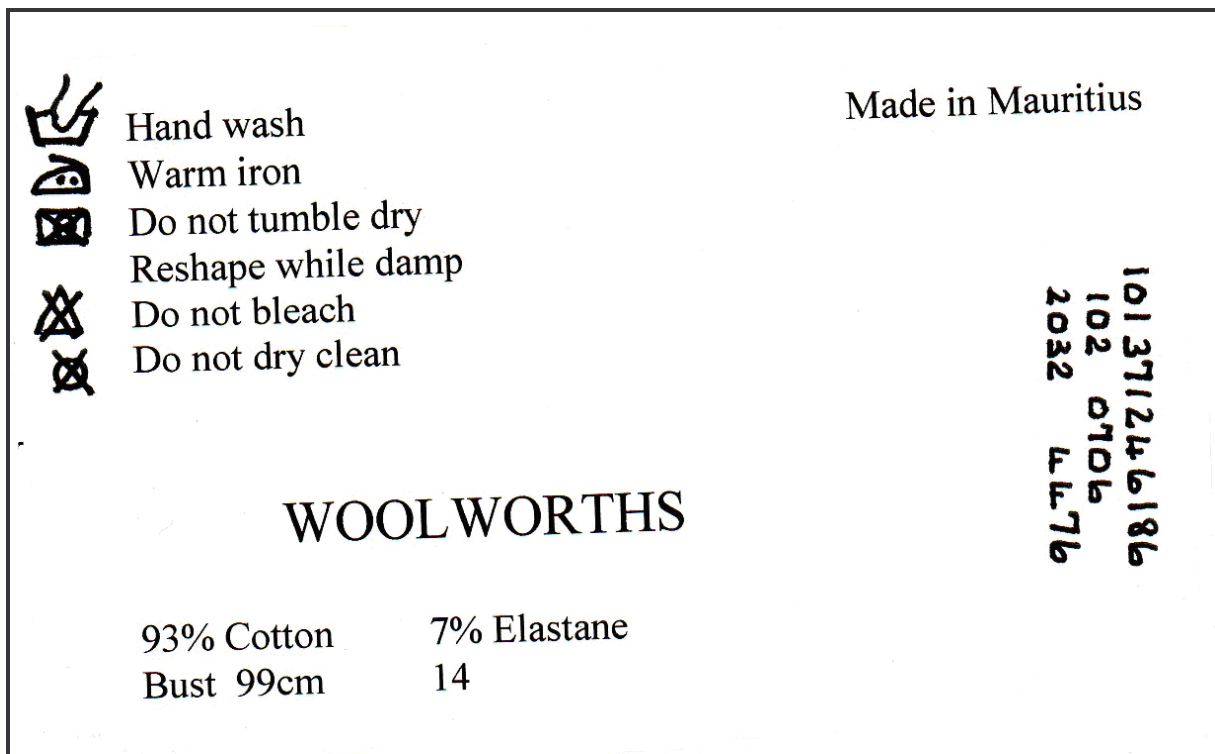 Hand wash
Made in Mauritius
Warm iron
Do not tumble dry
Reshape while damp
Do not bleach
Do not dry clean
101 371246186
102 0706
2032 4476
WOOLWORTHS
93% Cotton 7% Elastane
Bust 99cm 14